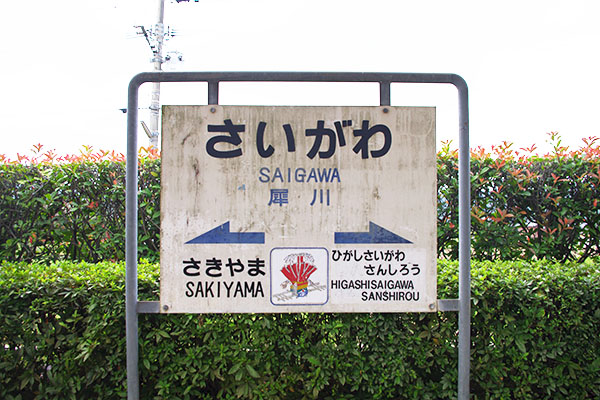 さいがわ
SAIGAWA
犀川
さきやま
SAKIYAMA
ひがしさいがわ
さんしろう
HIGASHISAIGAWA
SANSHIROU